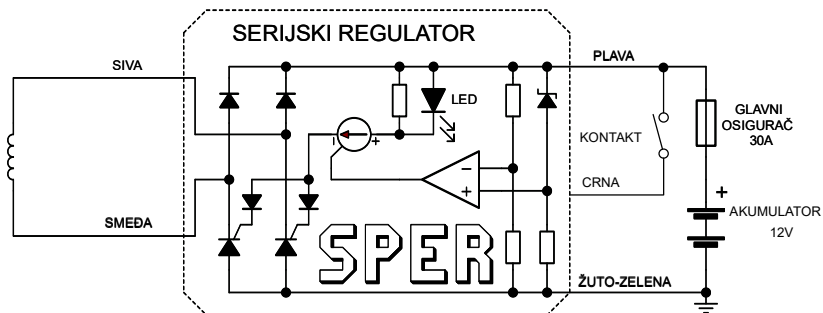 SERIJSKI REGULATOR
SIVA
PLAVA
LED
GLAVNI
OSIGURAČ
30A
KONTAKT
CRNA
SMEĐA
SPER
AKUMULATOR
12V
ŽUTO-ZELENA